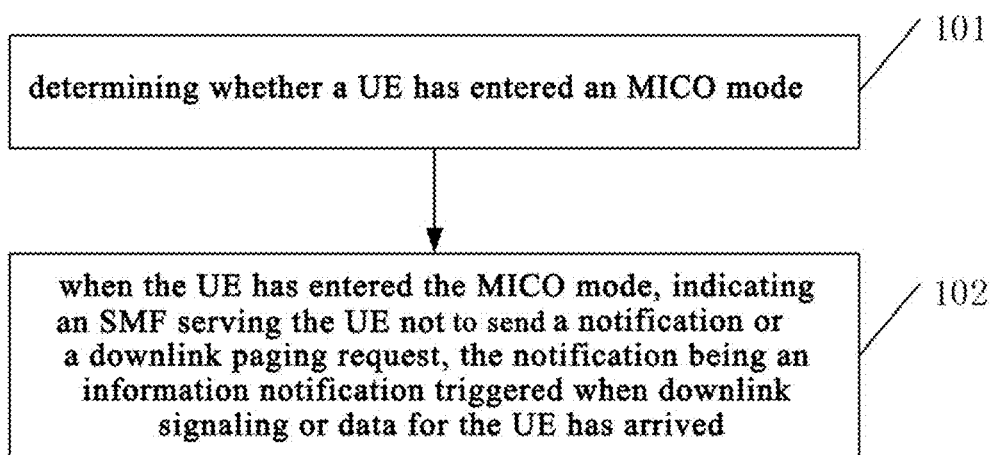 101
determining whether a UE has entered an MICO mode
when the UE has entered the MICO mode, indicating
an SMF serving the UE not to send a notification or
a downlink paging request, the notification being an
information notification triggered when downlink
signaling or data for the UE has arrived
102